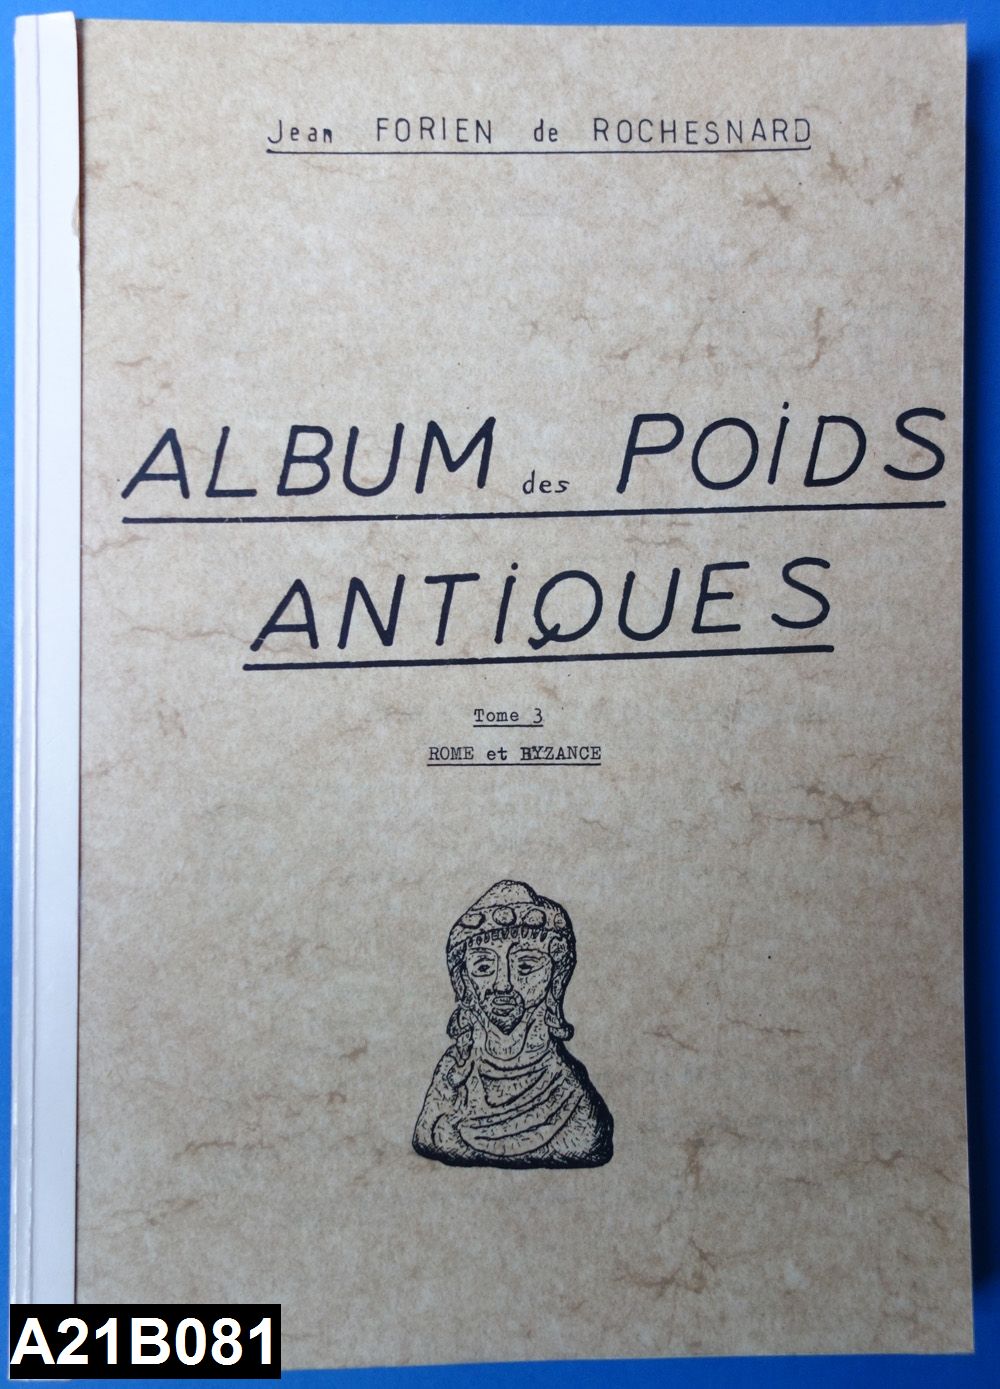 Jean FORIEN de ROCHESNARD
ALBUM des POiDS
ANTiQUES
Tome 3
ROME et BYZANCE
A21B081